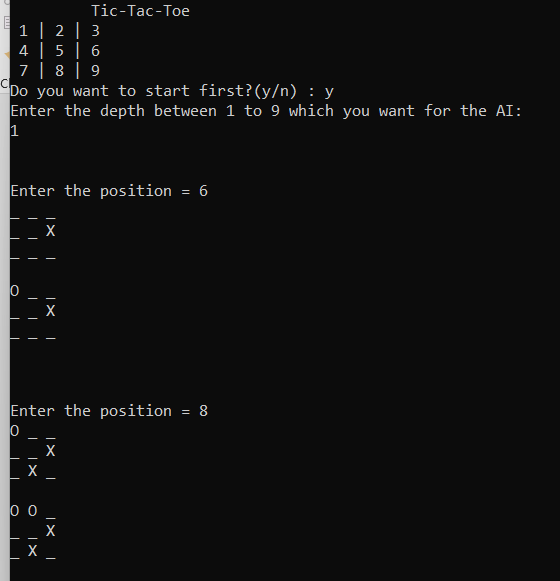 Tic-Tac-Toe
1 | 2 | 3
4 | 5 | 6
7 | 8 | 9
Do you want to start first?(y/n) : y
Enter the depth between 1 to 9 which you want for the AI:
1
Enter the position = 6
_ _ _
_ _ X
_ _ _
O _ _
_ _ X
_ _ _
Enter the position = 8
O _ _
_ _ X
_ X _
O O _
_ _ X
_ X _